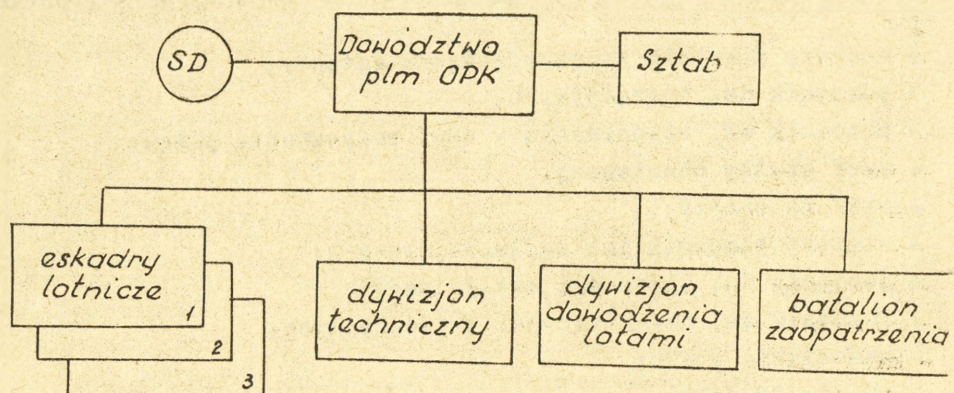 SD
Dowództwo
plm OPK
Sztab
eskadry
lotnicze
1
2
3
dywizjon
techniczny
dywizjon
dowodzenia
lotami
batalion
zaopatrzenia